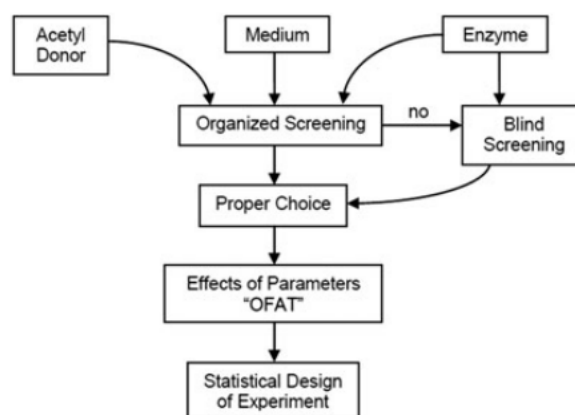 Acetyl
Donor
Medium
Enzyme
Organized Screening
no
Blind
Screening
Proper Choice
Effects of Parameters
“OFAT”
Statistical Design
of Experiment